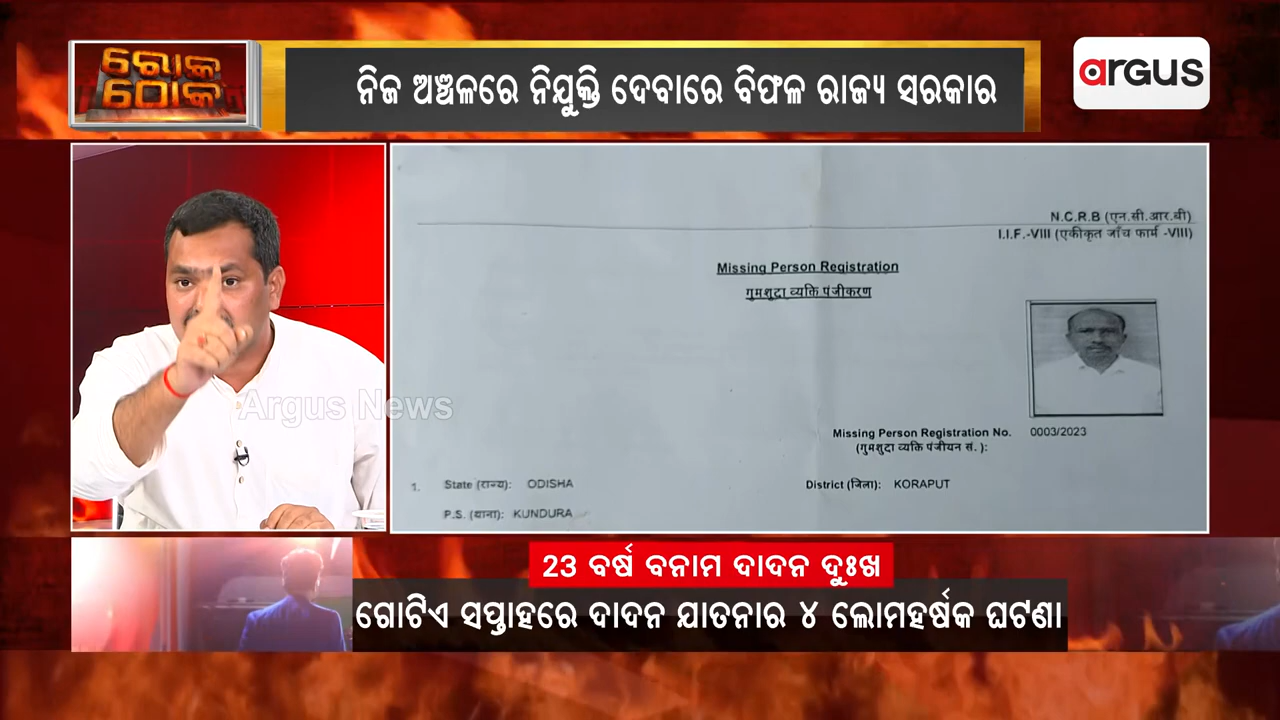 ରୋକ
ଠୋକ
ନିଜ ଅଞ୍ଚଳରେ ନିଯୁକ୍ତି ଦେବାରେ ବିଫଳ ରାଜ୍ୟ ସରକାର
argus
N.C.R.B (एन.सी.आर.बी)
I.I.F.-VIII (एकीकृत जाँच फार्म -VIII)
Missing Person Registration
गुमशुदा व्यक्ति पंजीकरण
Argus News
Missing Person Registration No. 0003/2023
(गुमशुदा व्यक्ति पंजीयन सं. ):
1. State (राज्य): ODISHA District (जिला): KORAPUT
P.S. (थाना): KUNDURA
23 ବର୍ଷ ବନାମ ଦାଦନ ଦୁଃଖ
ଗୋଟିଏ ସପ୍ତାହରେ ଦାଦନ ଯାତନାର ୪ ଲୋମହର୍ଷକ ଘଟଣା